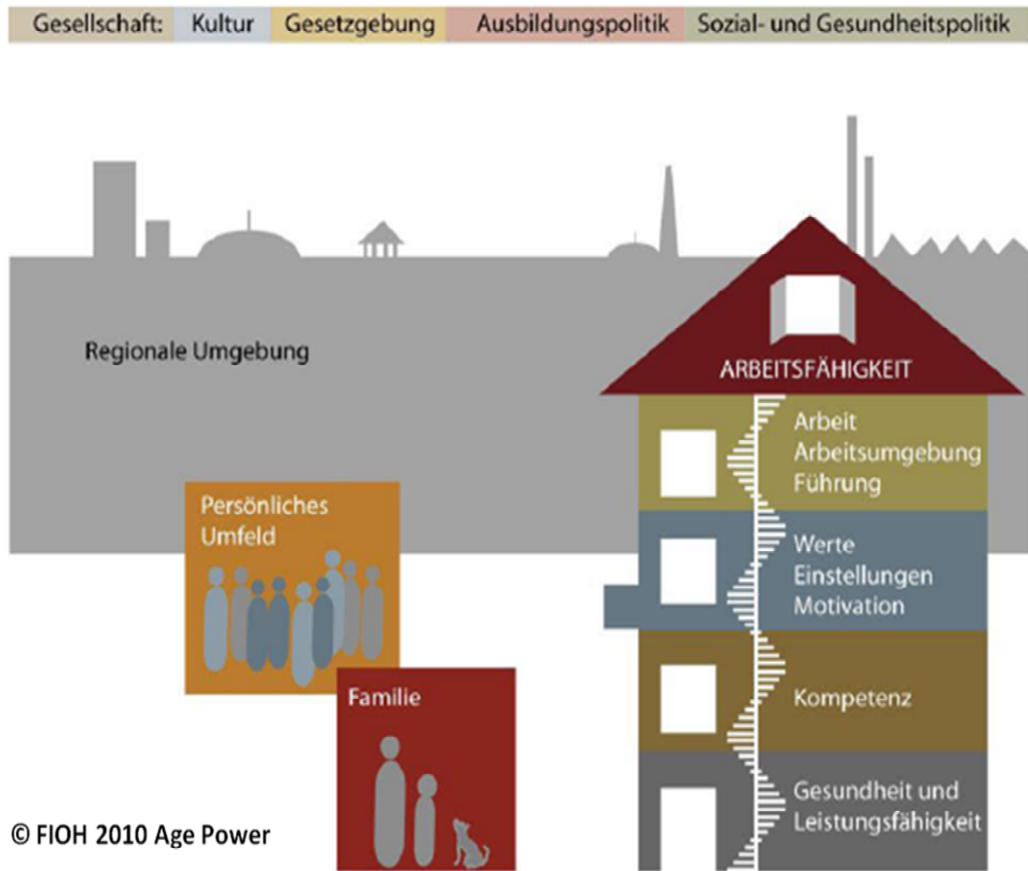 Gesellschaft: Kultur Gesetzgebung Ausbildungspolitik Sozial- und Gesundheitspolitik
Regionale Umgebung
ARBEITSFÄHIGKEIT
Arbeit
Arbeitsumgebung
Führung
Persönliches
Umfeld
Werte
Einstellungen
Motivation
Familie
Kompetenz
Gesundheit und
Leistungsfähigkeit
© FIOH 2010 Age Power